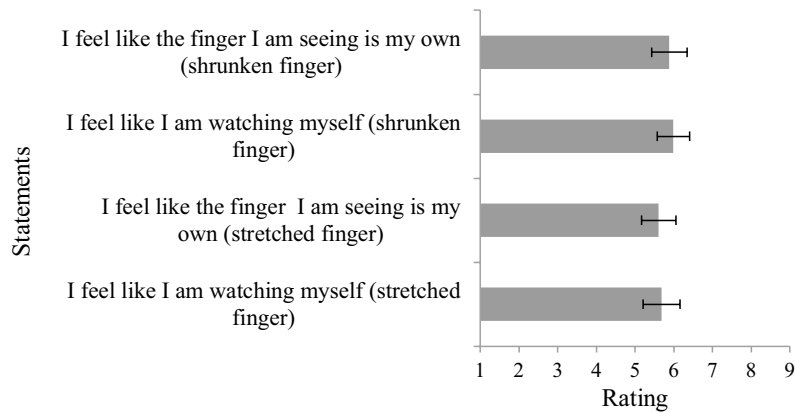 I feel like the finger I am seeing is my own
(shrunken finger)
I feel like I am watching myself (shrunken
finger)
I feel like the finger  I am seeing is my
own (stretched finger)
I feel like I am watching myself (stretched
finger)
Statements
1 2 3 4 5 6 7 8 9
Rating